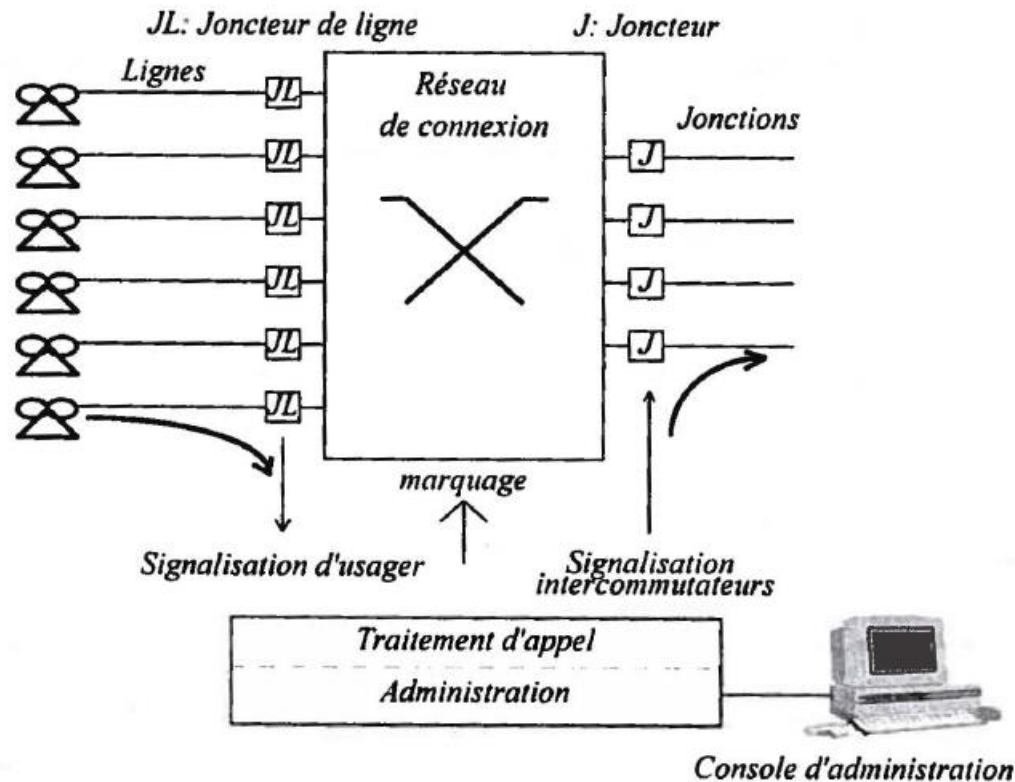 JL: Joncteur de ligne
J: Joncteur
Lignes
JL
Réseau
de connexion
Jonctions
JL
J
JL
J
JL
J
JL
J
JL
marquage
Signalisation d'usager
Signalisation
intercommutateurs
Traitement d'appel
Administration
Console d'administration